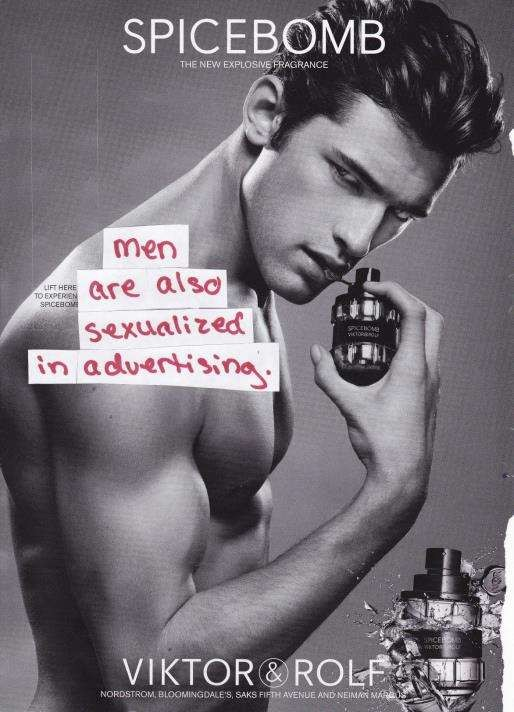 SPICEBOMB
THE NEW EXPLOSIVE FRAGRANCE
men
LIFT HERE
TO EXPERIEN
SPICEBOMB
are also
sexualized
in advertising.
SPICEBOMB
VIKTOR&ROLF
SPICEBOMB
VIKTOR&ROLF
VIKTOR & ROLF
NORDSTROM, BLOOMINGDALE'S, SAKS FIFTH AVENUE AND NEIMAN MARCUS